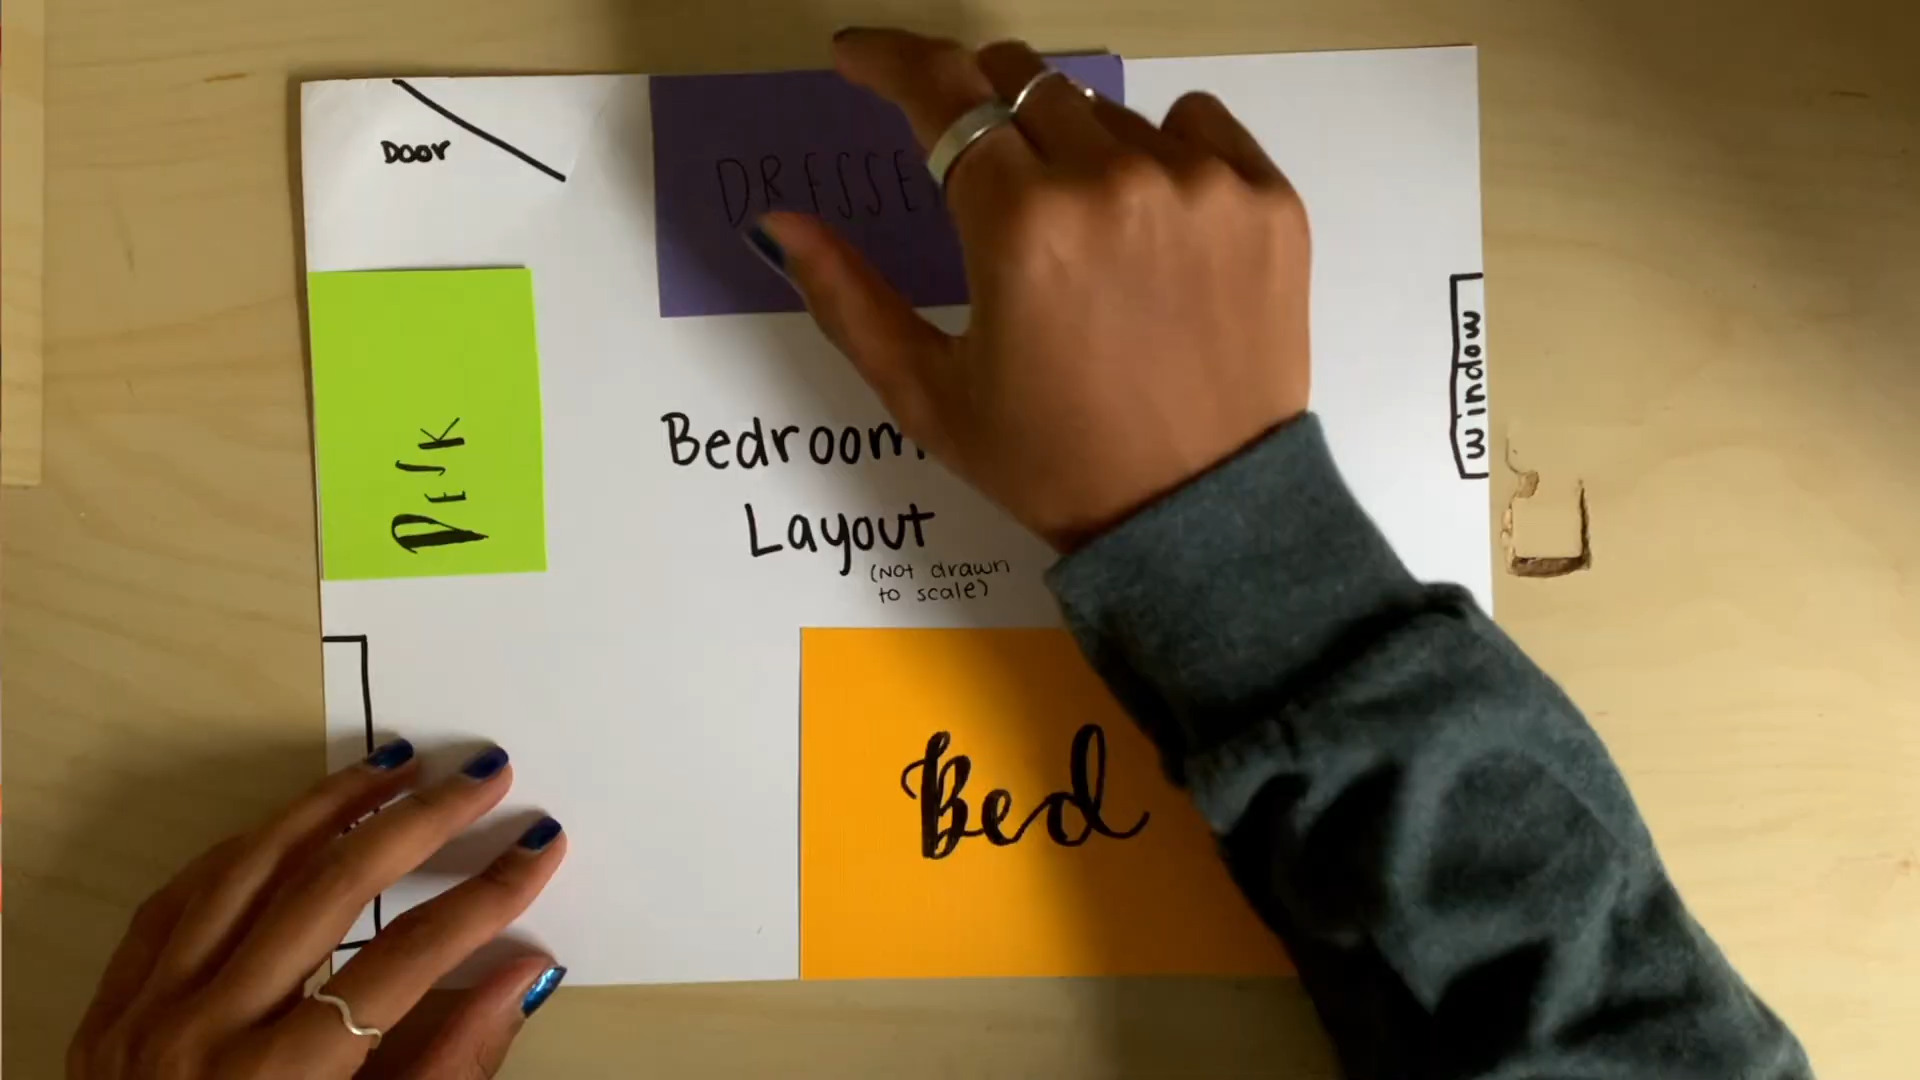 Door
DRESSE
Window
DESK
Bedroom
Layout
(Not drawn
to scale)
Bed